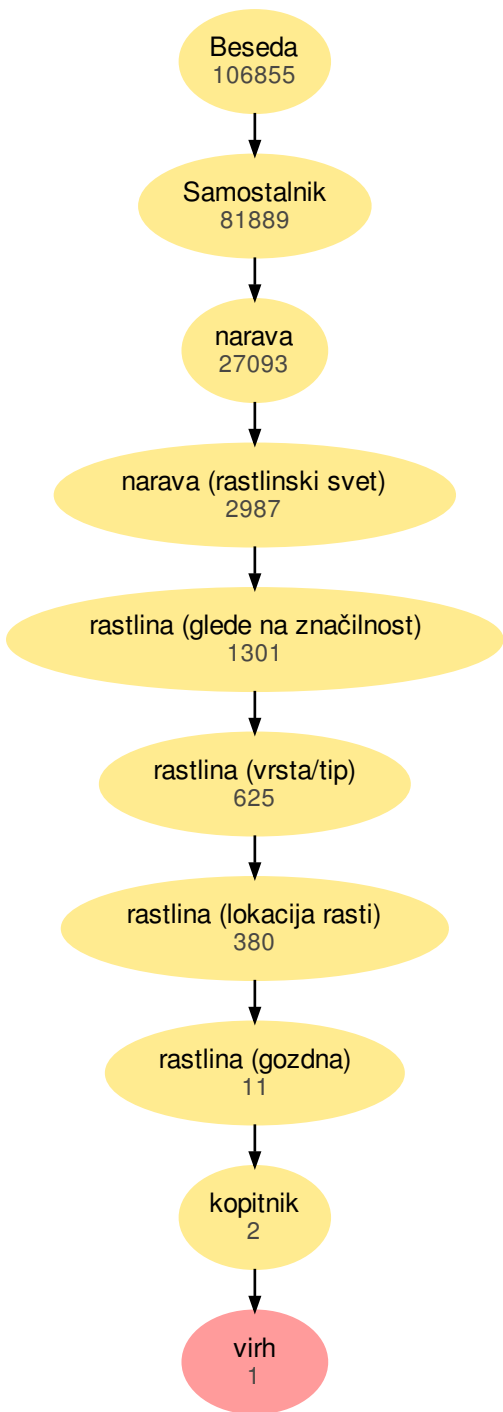 Beseda
106855
Samostalnik
81889
narava
27093
narava (rastlinski svet)
2987
rastlina (glede na značilnost)
1301
rastlina (vrsta/tip)
625
rastlina (lokacija rasti)
380
rastlina (gozdna)
11
kopitnik
2
virh
1